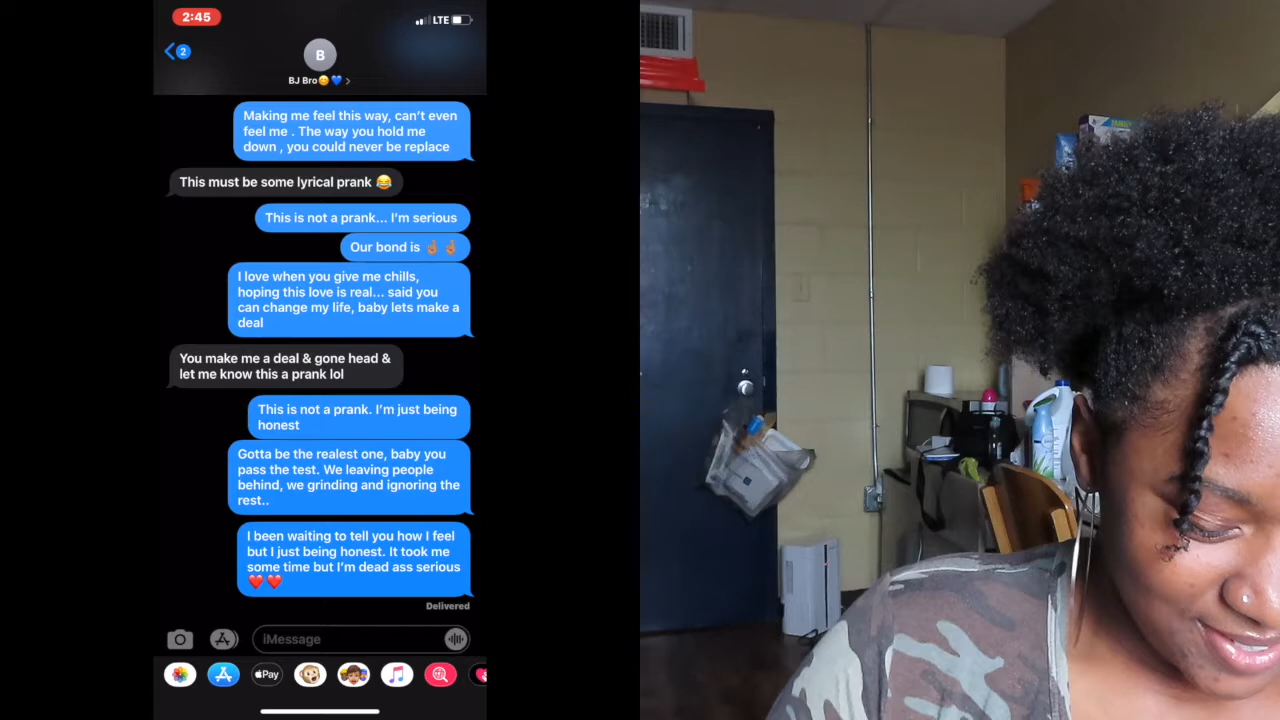 2:45
LTE
2
B
BJ Bro😊💙 >
Making me feel this way, can't even
feel me . The way you hold me
down , you could never be replace
This must be some lyrical prank 😂
This is not a prank... I'm serious
Our bond is 🤞🏾🤞🏾
I love when you give me chills,
hoping this love is real... said you
can change my life, baby lets make a
deal
You make me a deal & gone head &
let me know this a prank lol
This is not a prank. I'm just being
honest
Gotta be the realest one, baby you
pass the test. We leaving people
behind, we grinding and ignoring the
rest..
I been waiting to tell you how I feel
but I just being honest. It took me
some time but I'm dead ass serious
❤️❤️
Delivered
iMessage
Pay